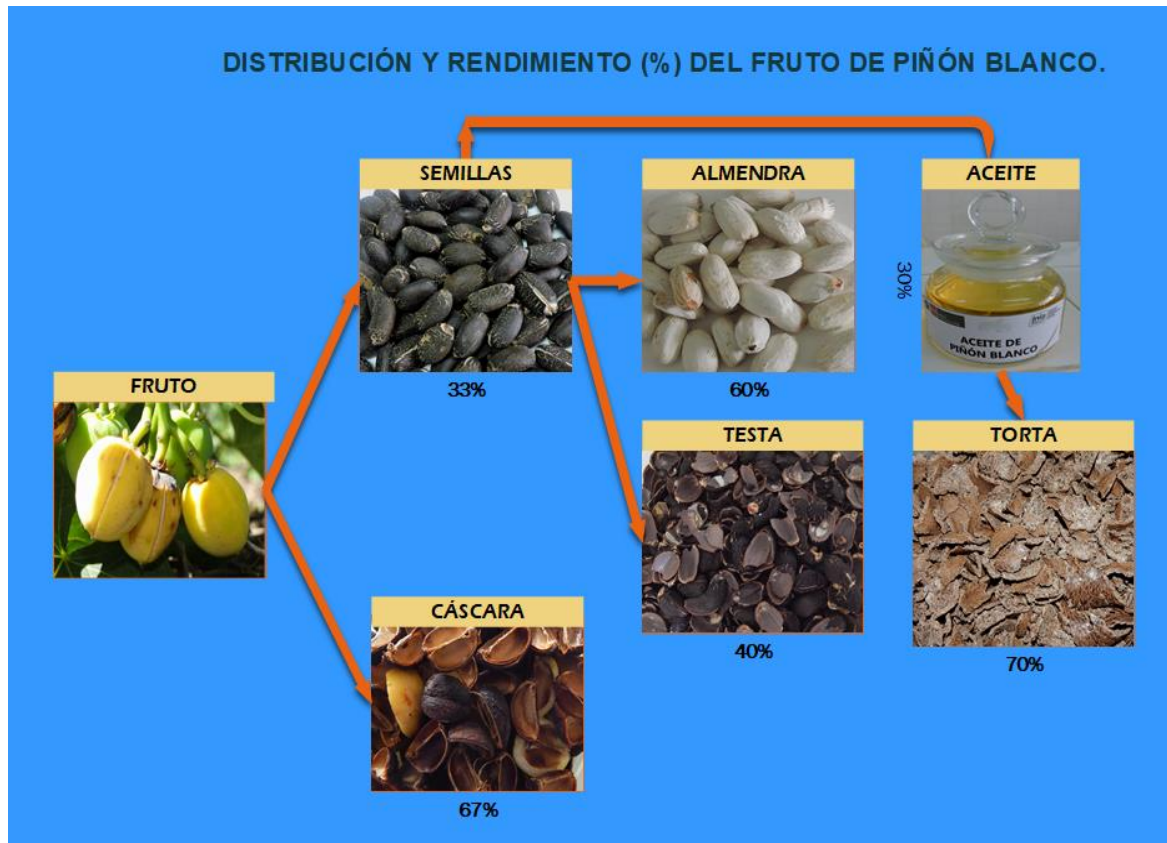 DISTRIBUCIÓN Y RENDIMIENTO (%) DEL FRUTO DE PIÑÓN BLANCO.
SEMILLAS
ALMENDRA
ACEITE
30%
ACEITE DE
PIÑÓN BLANCO
33%
60%
FRUTO
TESTA
TORTA
40%
70%
CÁSCARA
67%